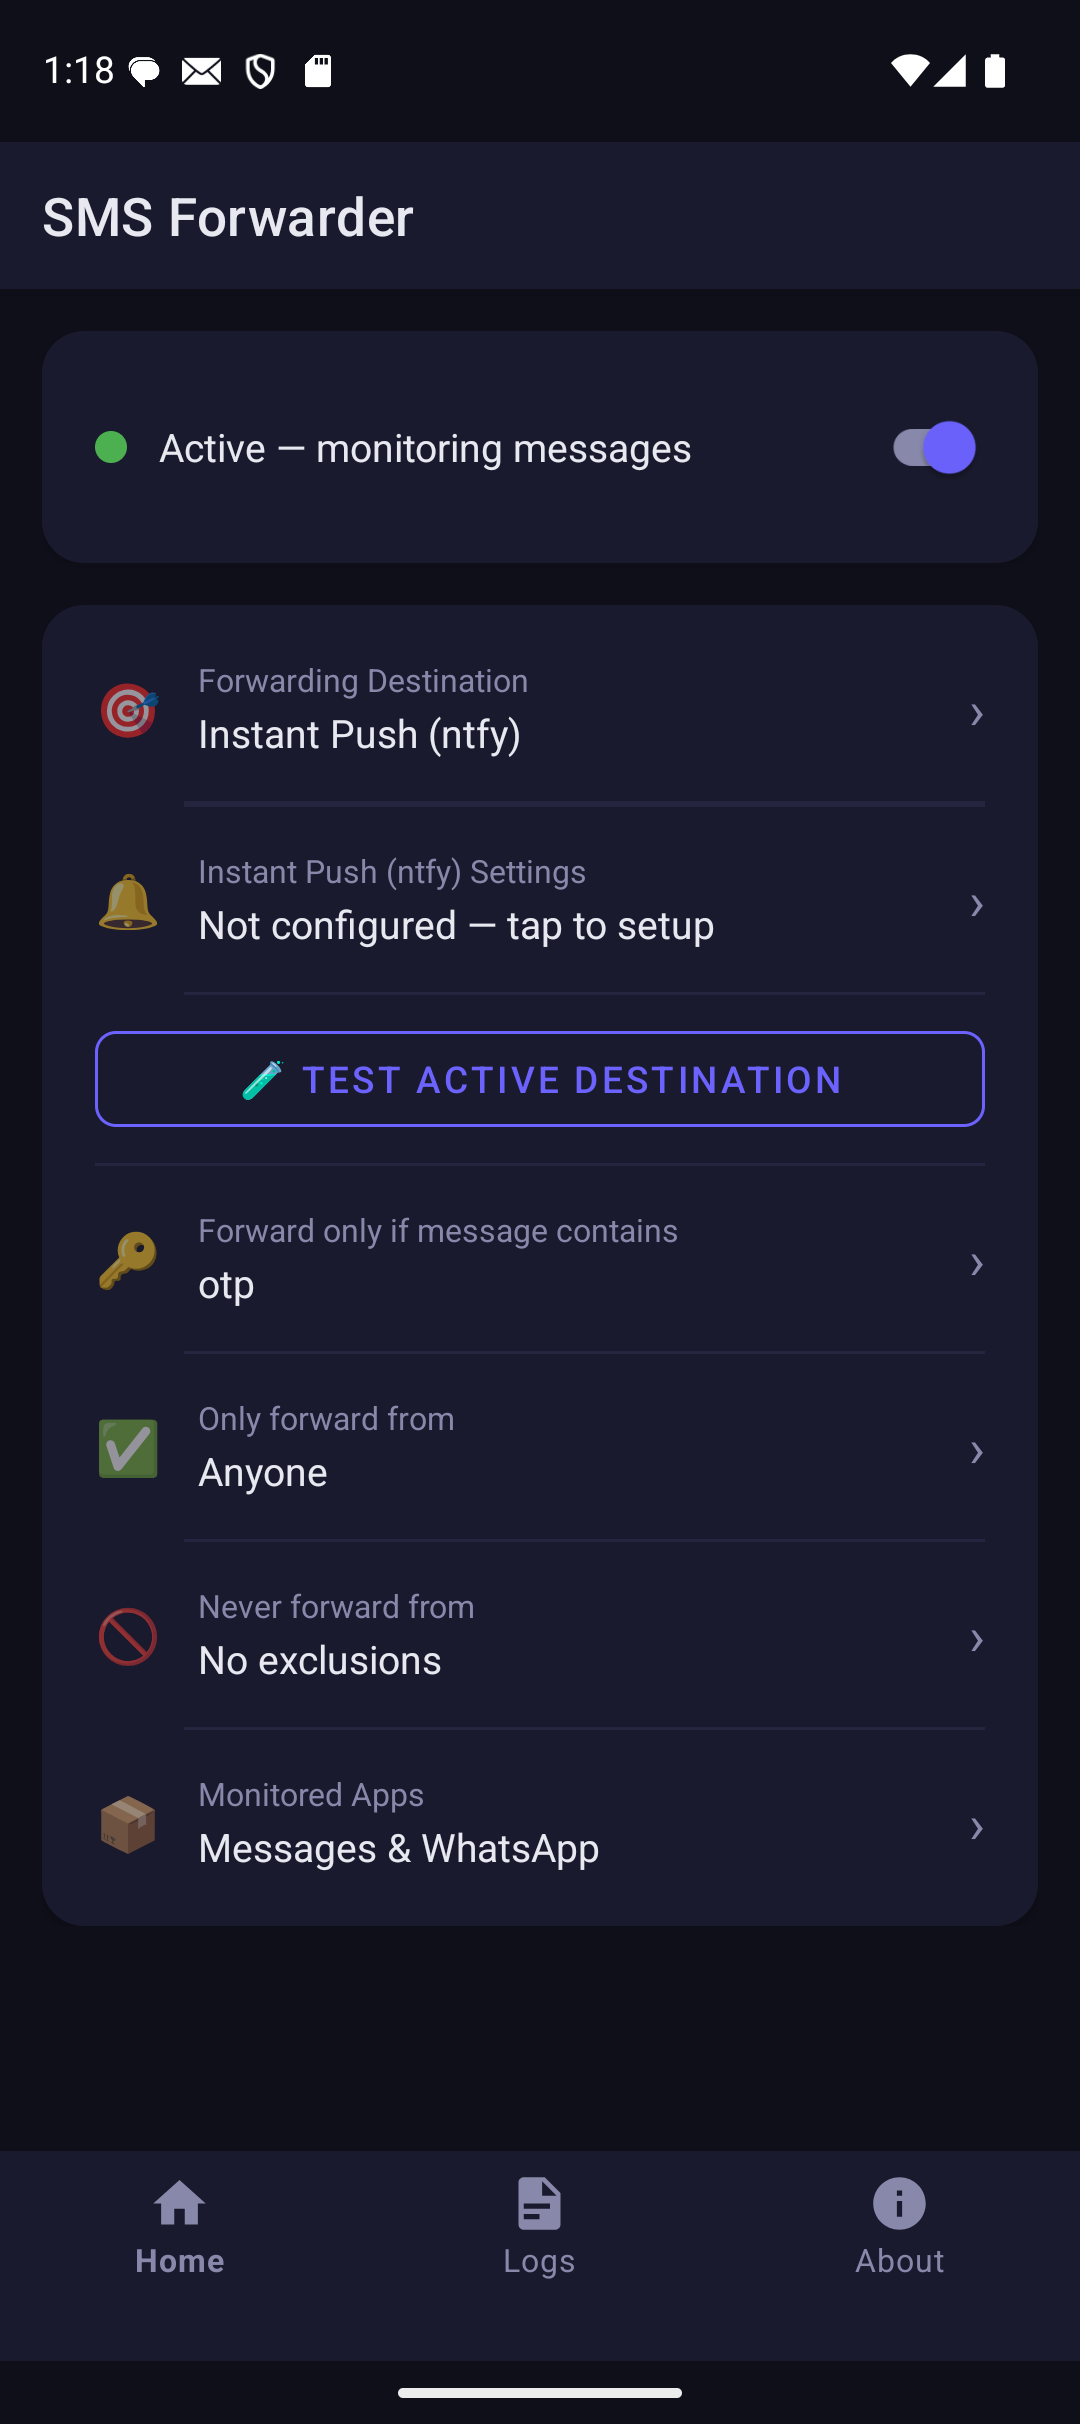 1:18
SMS Forwarder
Active — monitoring messages
Forwarding Destination
Instant Push (ntfy)
Instant Push (ntfy) Settings
Not configured — tap to setup
TEST ACTIVE DESTINATION
Forward only if message contains
otp
Only forward from
Anyone
Never forward from
No exclusions
Monitored Apps
Messages & WhatsApp
Home
Logs
About